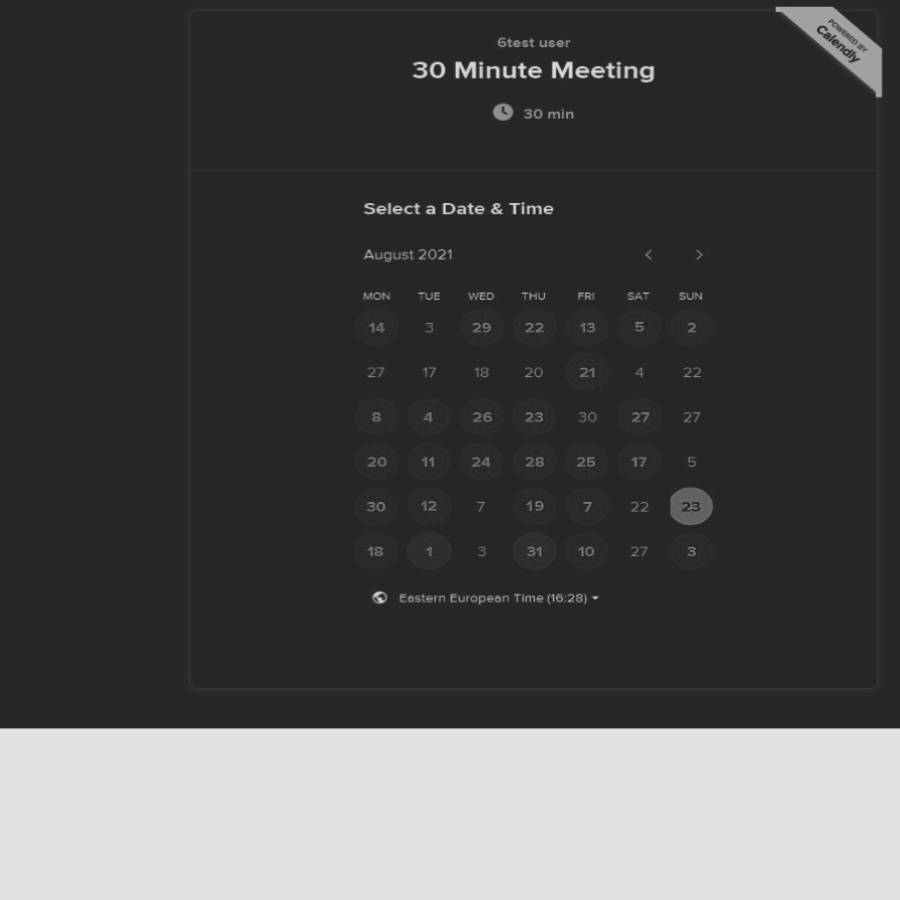 POWERED BY
Calendly
6test user
30 Minute Meeting
30 min
Select a Date & Time
August 2021
MON TUE WED THU FRI SAT SUN
14 3 29 22 13 5 2
27 17 18 20 21 4 22
8 4 26 23 30 27 27
20 11 24 28 25 17 5
30 12 7 19 7 22 23
18 1 3 31 10 27 3
Eastern European Time (16:28)